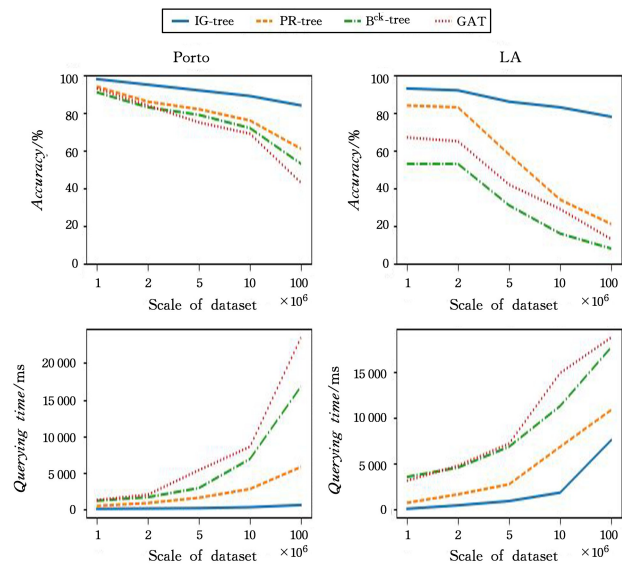 IG-tree PR-tree B^ck-tree GAT
Porto LA
Accuracy/% Accuracy/%
100 100
80 80
60 60
40 40
20 20
0 0
1 2 5 10 100 1 2 5 10 100
Scale of dataset ×10^6 Scale of dataset ×10^6
Querying time/ms Querying time/ms
20 000 15 000
15 000 10 000
10 000 5 000
5 000 0
0
1 2 5 10 100 1 2 5 10 100
Scale of dataset ×10^6 Scale of dataset ×10^6